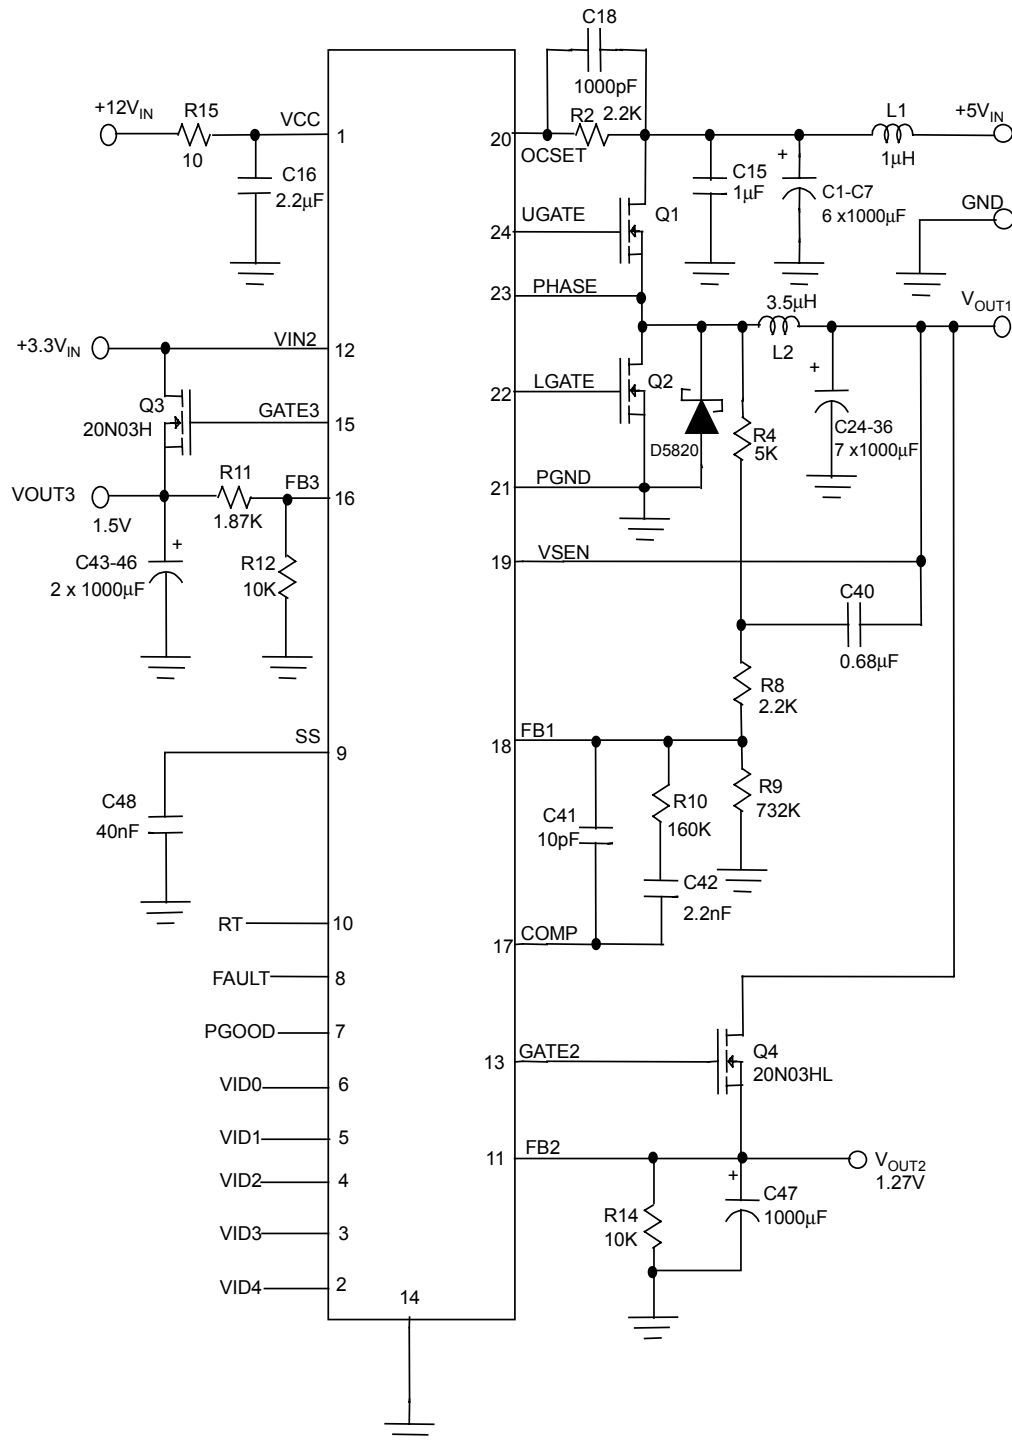 C18
1000pF
+12VIN
R15
10
VCC
1
20
R2
2.2K
OCSET
L1
1μH
+5VIN
C16
2.2μF
C15
1μF
+
C1-C7
6 x1000μF
GND
UGATE
24
Q1
23
PHASE
3.5μH
L2
VOUT1
+3.3VIN
VIN2
12
LGATE
22
Q2
+
C24-36
7 x1000μF
Q3
20N03H
GATE3
15
D5820
R4
5K
VOUT3
1.5V
R11
1.87K
FB3
16
PGND
21
+
C43-46
2 x 1000μF
R12
10K
19
VSEN
C40
0.68μF
R8
2.2K
SS
9
FB1
18
C48
40nF
C41
10pF
R10
160K
R9
732K
C42
2.2nF
RT
10
COMP
17
FAULT
8
PGOOD
7
GATE2
13
Q4
20N03HL
VID0
6
VID1
5
FB2
11
VOUT2
1.27V
VID2
4
+
C47
1000μF
R14
10K
VID3
3
VID4
2
14